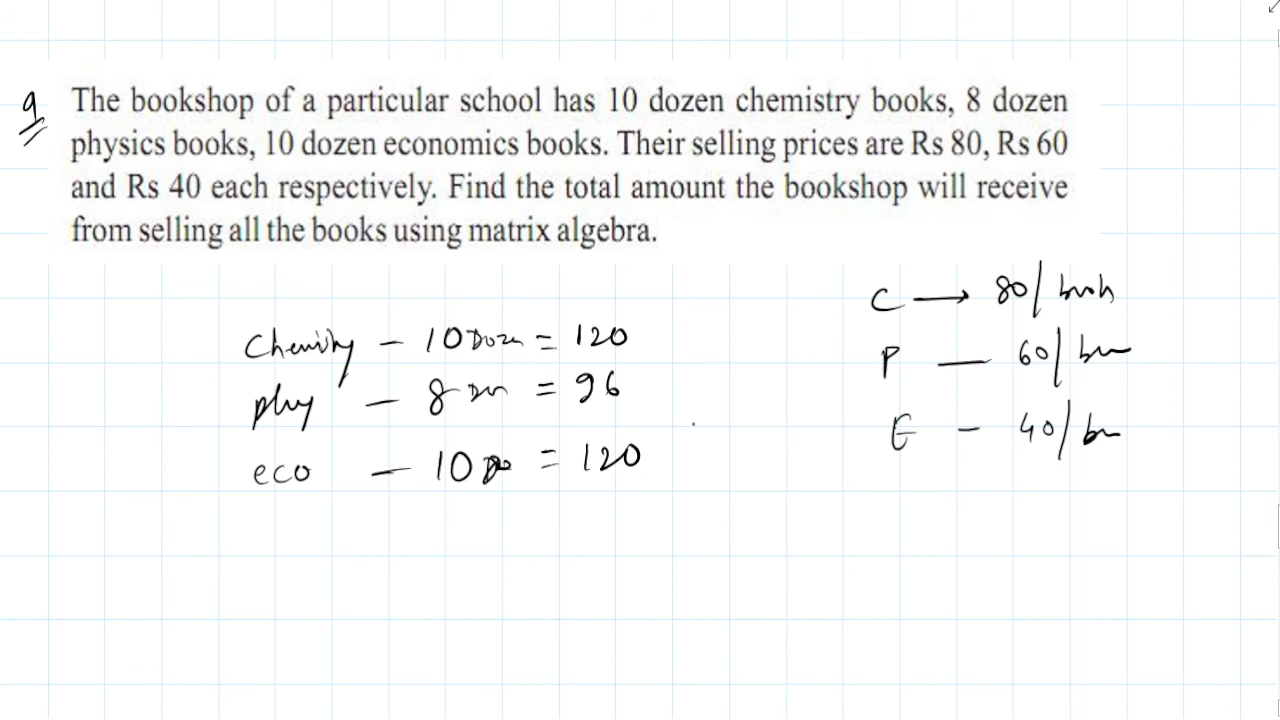 9 The bookshop of a particular school has 10 dozen chemistry books, 8 dozen
physics books, 10 dozen economics books. Their selling prices are Rs 80, Rs 60
and Rs 40 each respectively. Find the total amount the bookshop will receive
from selling all the books using matrix algebra.
C → 80/
Chemistry - 10 Dozen = 120
P — 60/
phy — 8 = 96
E - 40/
eco — 10 = 120